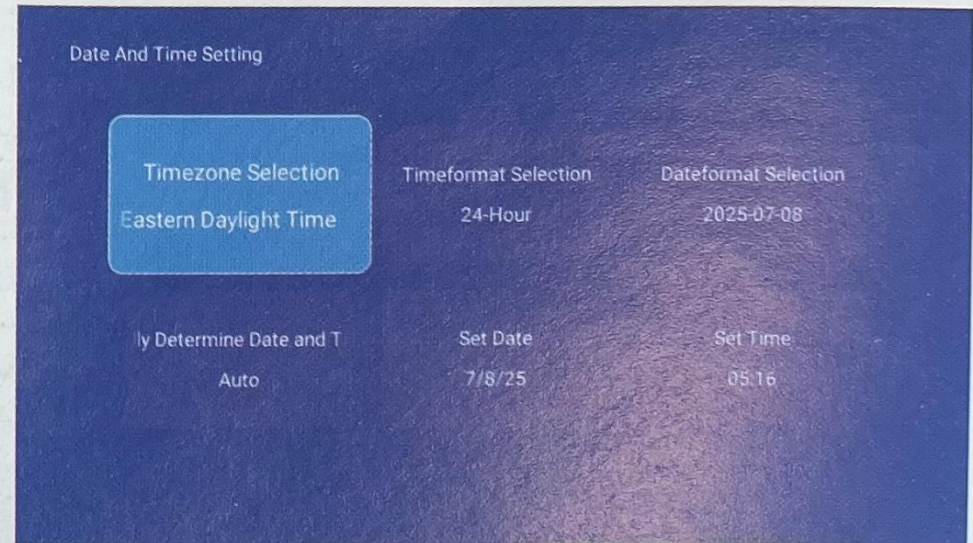 Date And Time Setting
Timezone Selection
Eastern Daylight Time
Timeformat Selection
24-Hour
Dateformat Selection
2025-07-08
ly Determine Date and T
Auto
Set Date
7/8/25
Set Time
05:16